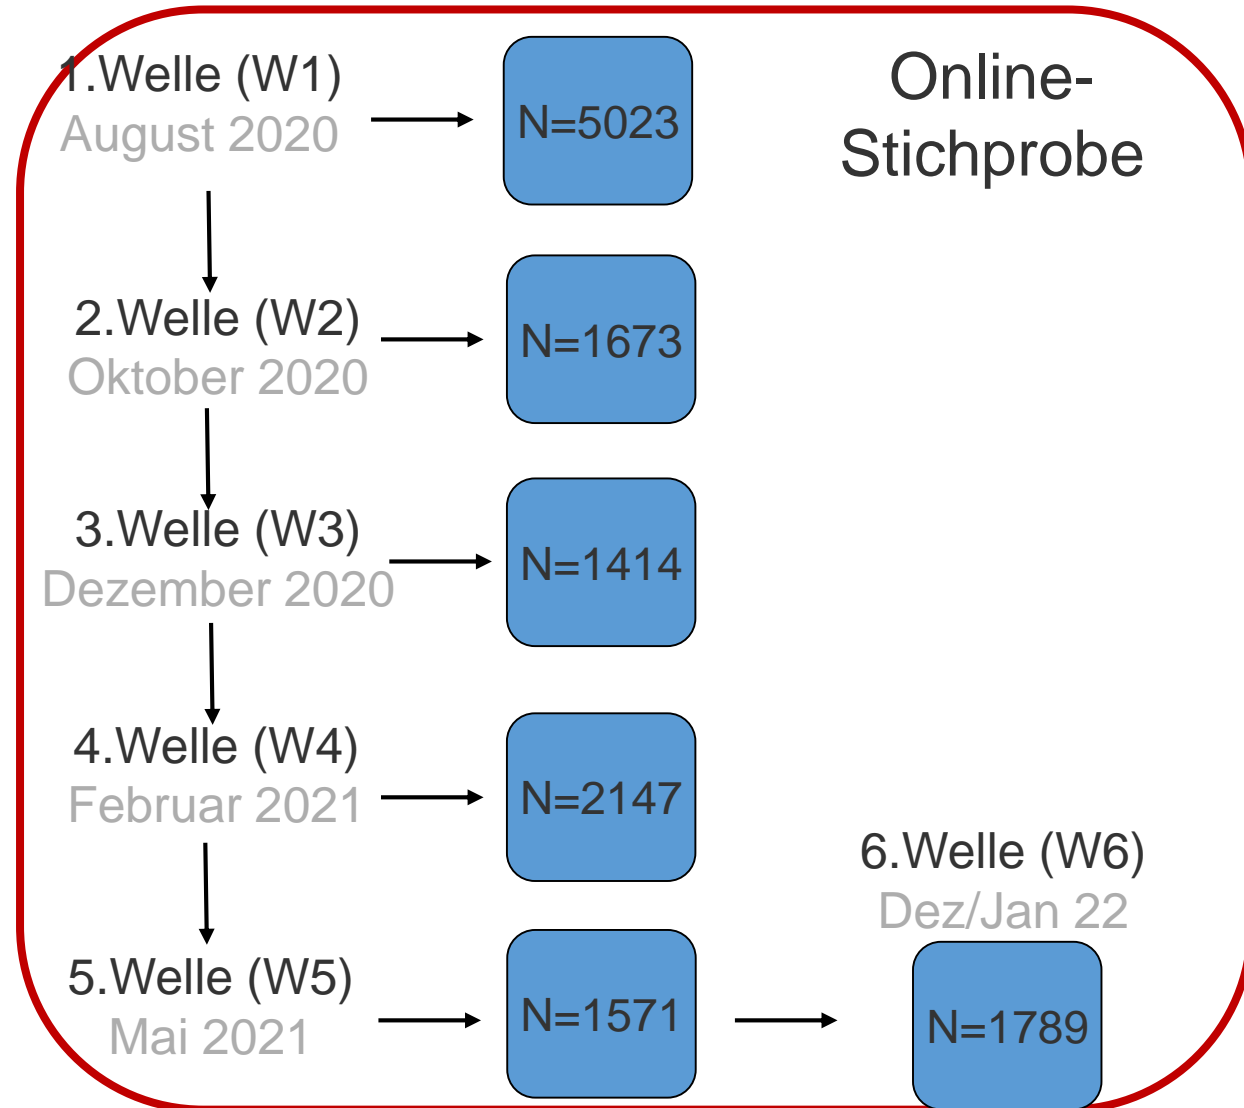 1.Welle (W1)
August 2020
N=5023
Online-
Stichprobe
2.Welle (W2)
Oktober 2020
N=1673
3.Welle (W3)
Dezember 2020
N=1414
4.Welle (W4)
Februar 2021
N=2147
5.Welle (W5)
Mai 2021
N=1571
6.Welle (W6)
Dez/Jan 22
N=1789